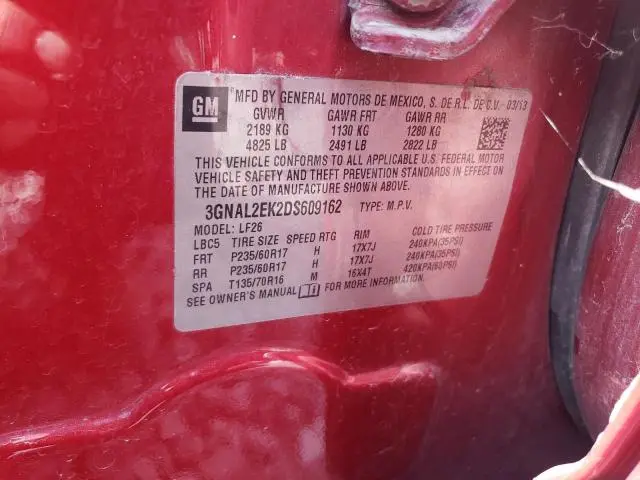 GM
MFD BY GENERAL MOTORS DE MEXICO, S. DE R.L. DE C.V. 03/13
GVWR GAWR FRT GAWR RR
2189 KG 1130 KG 1280 KG
4825 LB 2491 LB 2822 LB
THIS VEHICLE CONFORMS TO ALL APPLICABLE U.S. FEDERAL MOTOR
VEHICLE SAFETY AND THEFT PREVENTION STANDARDS IN EFFECT ON
THE DATE OF MANUFACTURE SHOWN ABOVE.
3GNAL2EK2DS609162 TYPE: M.P.V.
MODEL: LF26
LBC5 TIRE SIZE SPEED RTG RIM COLD TIRE PRESSURE
FRT P235/60R17 H 17X7J 240KPA(35PSI)
RR P235/60R17 H 17X7J 240KPA(35PSI)
SPA T135/70R16 M 16X4T 420KPA(60PSI)
SEE OWNER'S MANUAL FOR MORE INFORMATION.